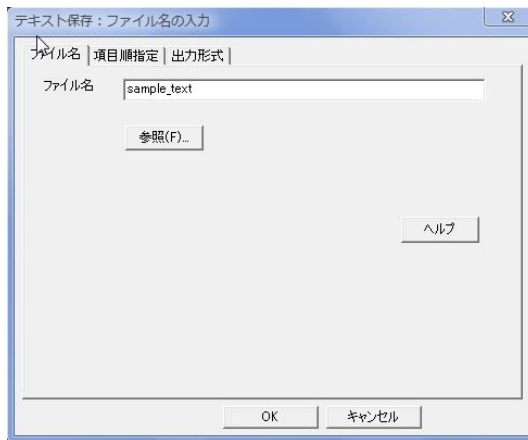 テキスト保存：ファイル名の入力
ファイル名 項目順指定 出力形式
ファイル名 sample_text
参照(F)...
ヘルプ
OK キャンセル